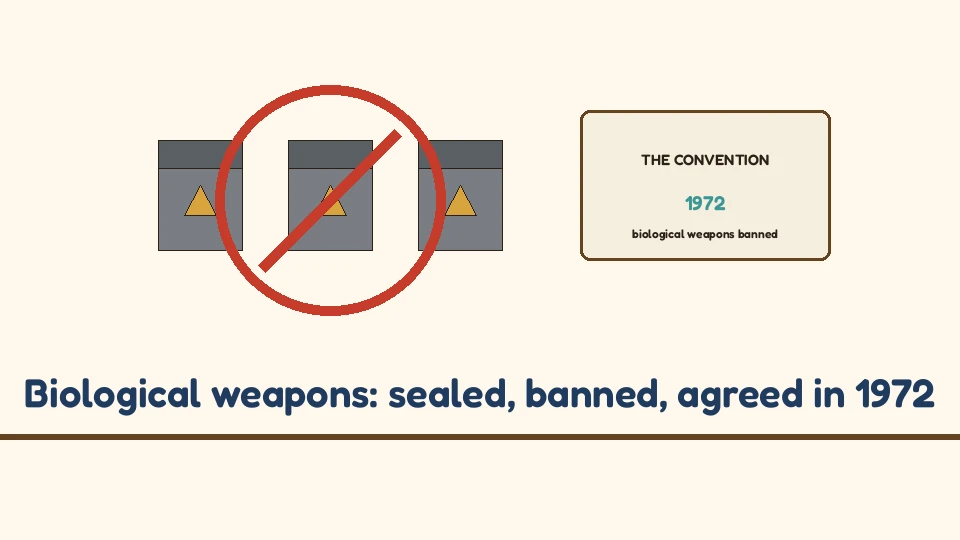 THE CONVENTION
1972
biological weapons banned
Biological weapons: sealed, banned, agreed in 1972